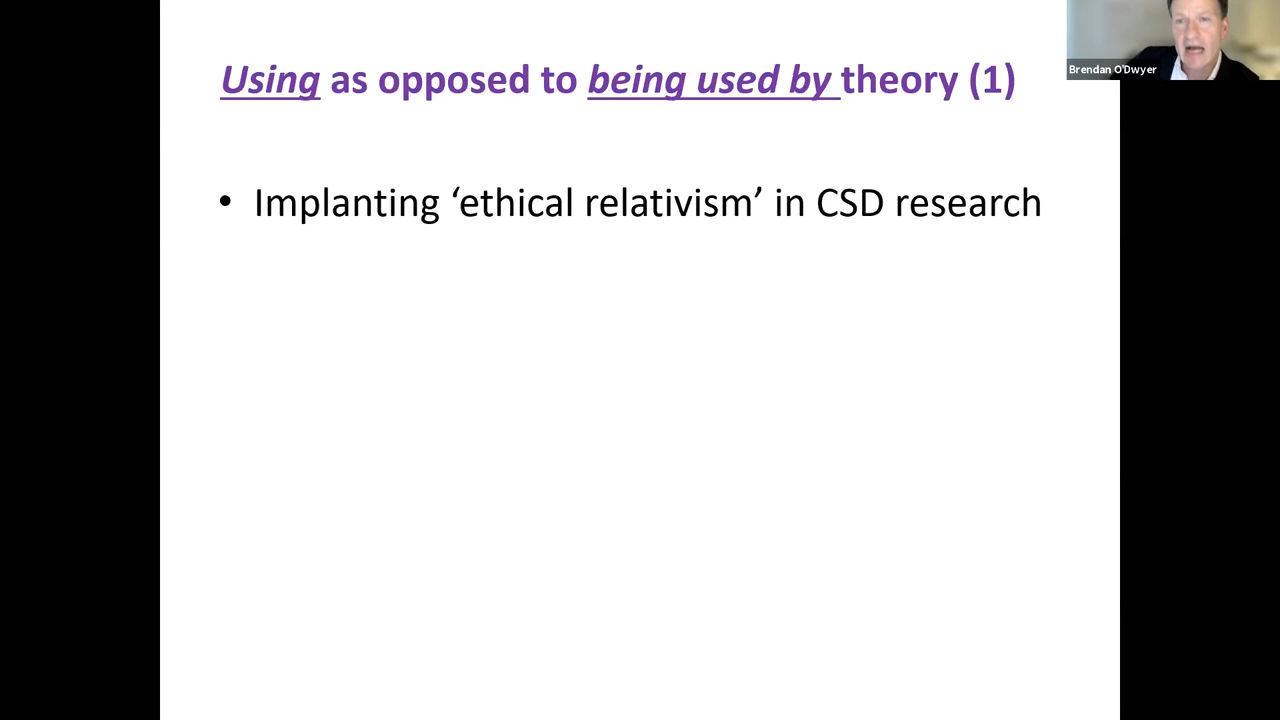 Using as opposed to being used by theory (1)
Brendan O'Dwyer
• Implanting ‘ethical relativism’ in CSD research